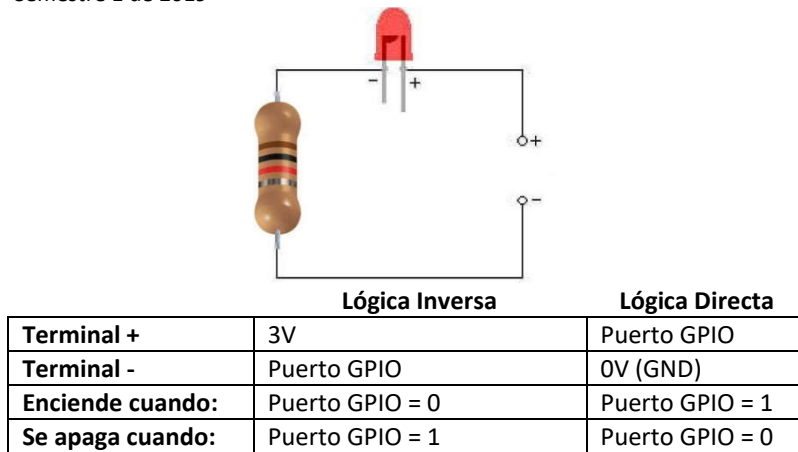 - +
+
-
Lógica Inversa Lógica Directa
Terminal + 3V Puerto GPIO
Terminal - Puerto GPIO 0V (GND)
Enciende cuando: Puerto GPIO = 0 Puerto GPIO = 1
Se apaga cuando: Puerto GPIO = 1 Puerto GPIO = 0